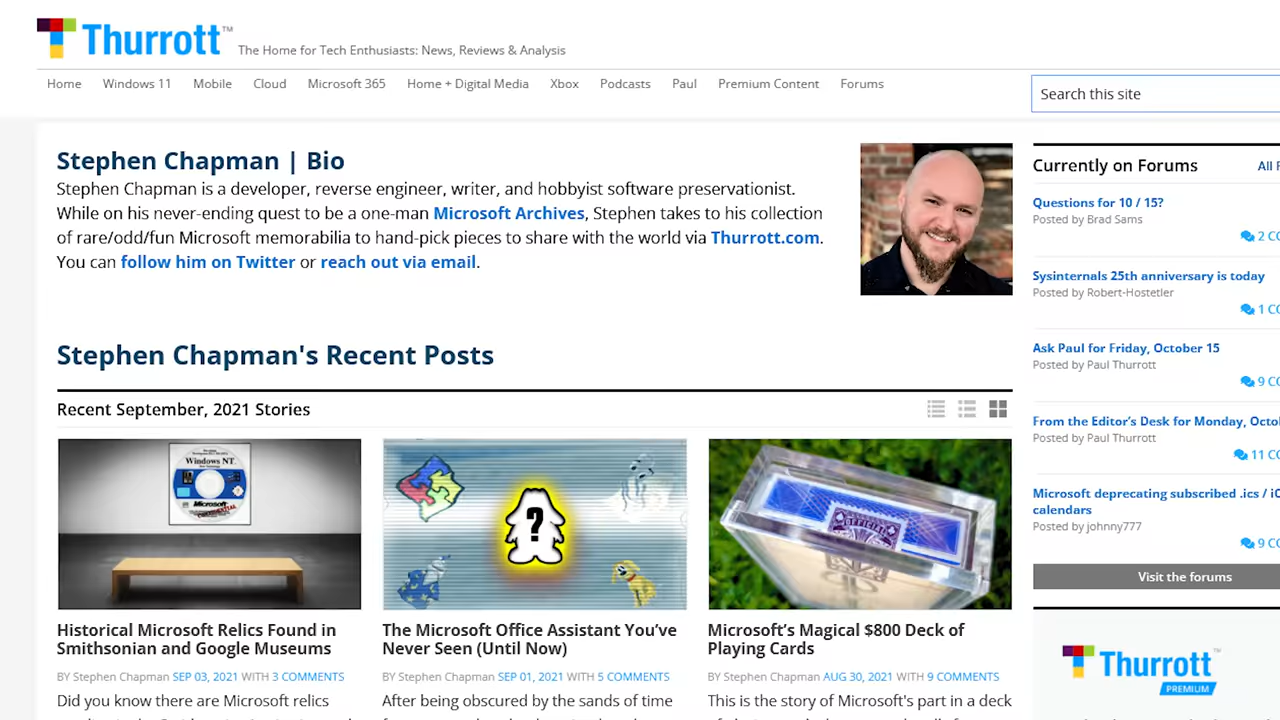 Thurrott™
The Home for Tech Enthusiasts: News, Reviews & Analysis
Home Windows 11 Mobile Cloud Microsoft 365 Home + Digital Media Xbox Podcasts Paul Premium Content Forums
Search this site
Stephen Chapman | Bio
Stephen Chapman is a developer, reverse engineer, writer, and hobbyist software preservationist.
While on his never-ending quest to be a one-man Microsoft Archives, Stephen takes to his collection
of rare/odd/fun Microsoft memorabilia to hand-pick pieces to share with the world via Thurrott.com.
You can follow him on Twitter or reach out via email.
Stephen Chapman's Recent Posts
Recent September, 2021 Stories
Windows NT
Microsoft
Historical Microsoft Relics Found in
Smithsonian and Google Museums
BY Stephen Chapman SEP 03, 2021 WITH 3 COMMENTS
Did you know there are Microsoft relics
?
The Microsoft Office Assistant You’ve
Never Seen (Until Now)
BY Stephen Chapman SEP 01, 2021 WITH 5 COMMENTS
After being obscured by the sands of time
OFFICIAL
Microsoft’s Magical $800 Deck of
Playing Cards
BY Stephen Chapman AUG 30, 2021 WITH 9 COMMENTS
This is the story of Microsoft's part in a deck
Currently on Forums
All
Questions for 10 / 15?
Posted by Brad Sams
2
Sysinternals 25th anniversary is today
Posted by Robert-Hostetler
1
Ask Paul for Friday, October 15
Posted by Paul Thurrott
9
From the Editor’s Desk for Monday,
Posted by Paul Thurrott
11
Microsoft deprecating subscribed .ics /
calendars
Posted by johnny777
9
Visit the forums
Thurrott™
PREMIUM